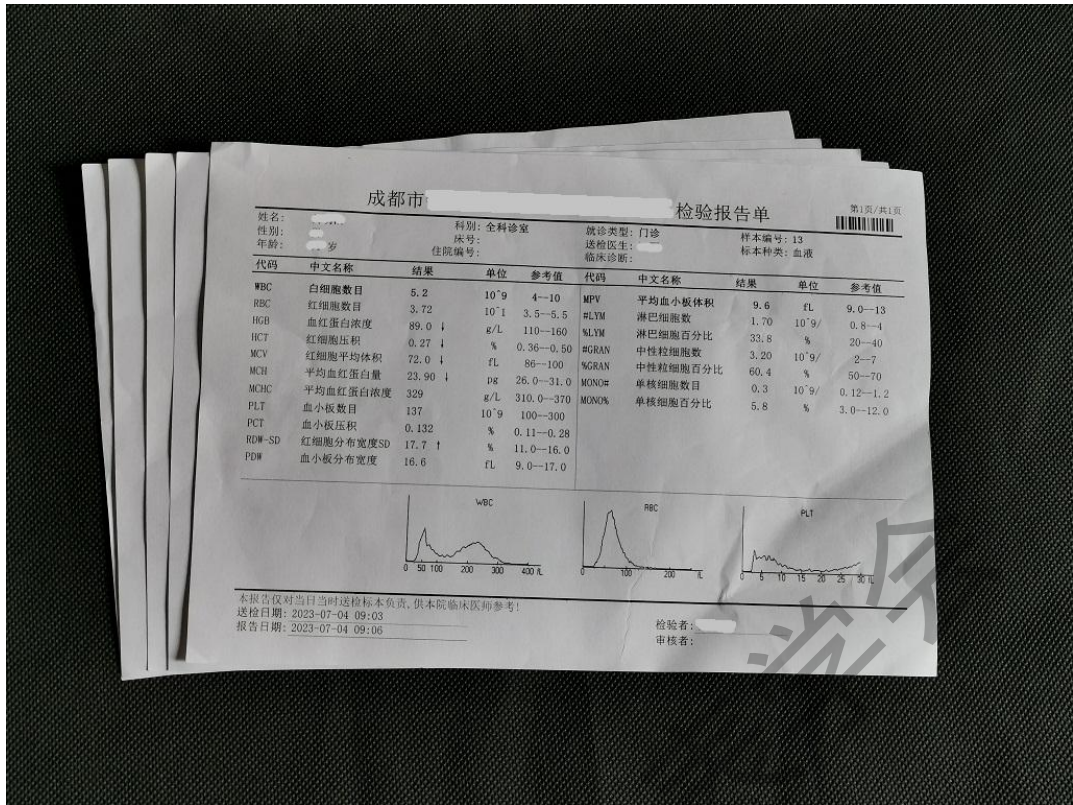 成都市 检验报告单
第1页/共1页
姓名: 科别: 全科诊室 就诊类型: 门诊 样本编号: 13
性别: 床号: 送检医生: 标本种类: 血液
年龄: 岁 住院编号: 临床诊断:
代码 中文名称 结果 单位 参考值 代码 中文名称 结果 单位 参考值
WBC 白细胞数目 5.2 10^9 4--10 MPV 平均血小板体积 9.6 fL 9.0--13
RBC 红细胞数目 3.72 10^1 3.5--5.5 #LYM 淋巴细胞数 1.70 10^9/ 0.8--4
HGB 血红蛋白浓度 89.0 ↓ g/L 110--160 %LYM 淋巴细胞百分比 33.8 % 20--40
HCT 红细胞压积 0.27 ↓ % 0.36--0.50 #GRAN 中性粒细胞数 3.20 10^9/ 2--7
MCV 红细胞平均体积 72.0 ↓ fL 86--100 %GRAN 中性粒细胞百分比 60.4 % 50--70
MCH 平均血红蛋白量 23.90 ↓ pg 26.0--31.0 MONO# 单核细胞数目 0.3 10^9/ 0.12--1.2
MCHC 平均血红蛋白浓度 329 g/L 310.0--370 MONO% 单核细胞百分比 5.8 % 3.0--12.0
PLT 血小板数目 137 10^9 100--300
PCT 血小板压积 0.132 % 0.11--0.28
RDW-SD 红细胞分布宽度SD 17.7 ↑ % 11.0--16.0
PDW 血小板分布宽度 16.6 fL 9.0--17.0
WBC RBC PLT
0 50 100 200 300 400 fL 0 100 200 fL 0 5 10 15 20 25 30 fL
本报告仅对当日当时送检标本负责,供本院临床医师参考!
送检日期: 2023-07-04 09:03 检验者:
报告日期: 2023-07-04 09:06 审核者: